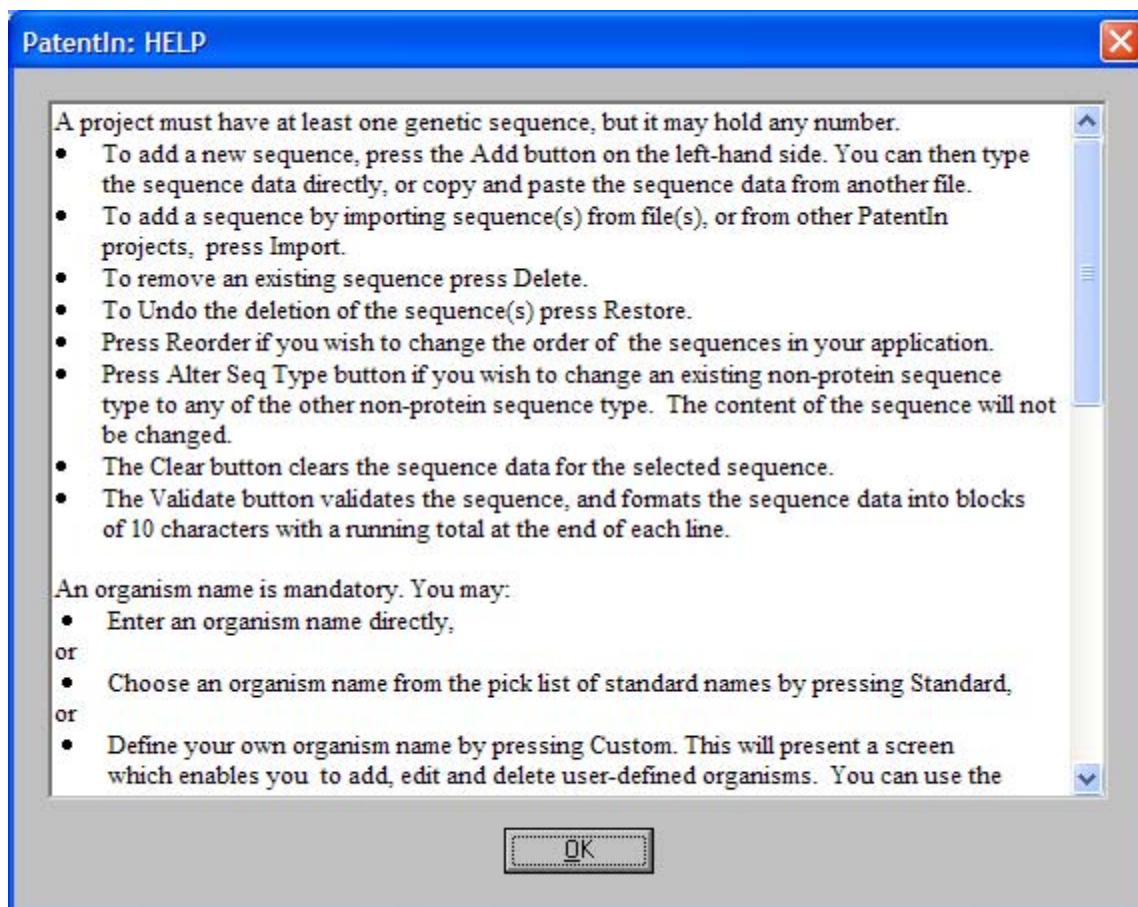 PatentIn: HELP
A project must have at least one genetic sequence, but it may hold any number.
• To add a new sequence, press the Add button on the left-hand side. You can then type
the sequence data directly, or copy and paste the sequence data from another file.
• To add a sequence by importing sequence(s) from file(s), or from other PatentIn
projects, press Import.
• To remove an existing sequence press Delete.
• To Undo the deletion of the sequence(s) press Restore.
• Press Reorder if you wish to change the order of the sequences in your application.
• Press Alter Seq Type button if you wish to change an existing non-protein sequence
type to any of the other non-protein sequence type. The content of the sequence will not
be changed.
• The Clear button clears the sequence data for the selected sequence.
• The Validate button validates the sequence, and formats the sequence data into blocks
of 10 characters with a running total at the end of each line.
An organism name is mandatory. You may:
• Enter an organism name directly,
or
• Choose an organism name from the pick list of standard names by pressing Standard,
or
• Define your own organism name by pressing Custom. This will present a screen
which enables you to add, edit and delete user-defined organisms. You can use the
OK